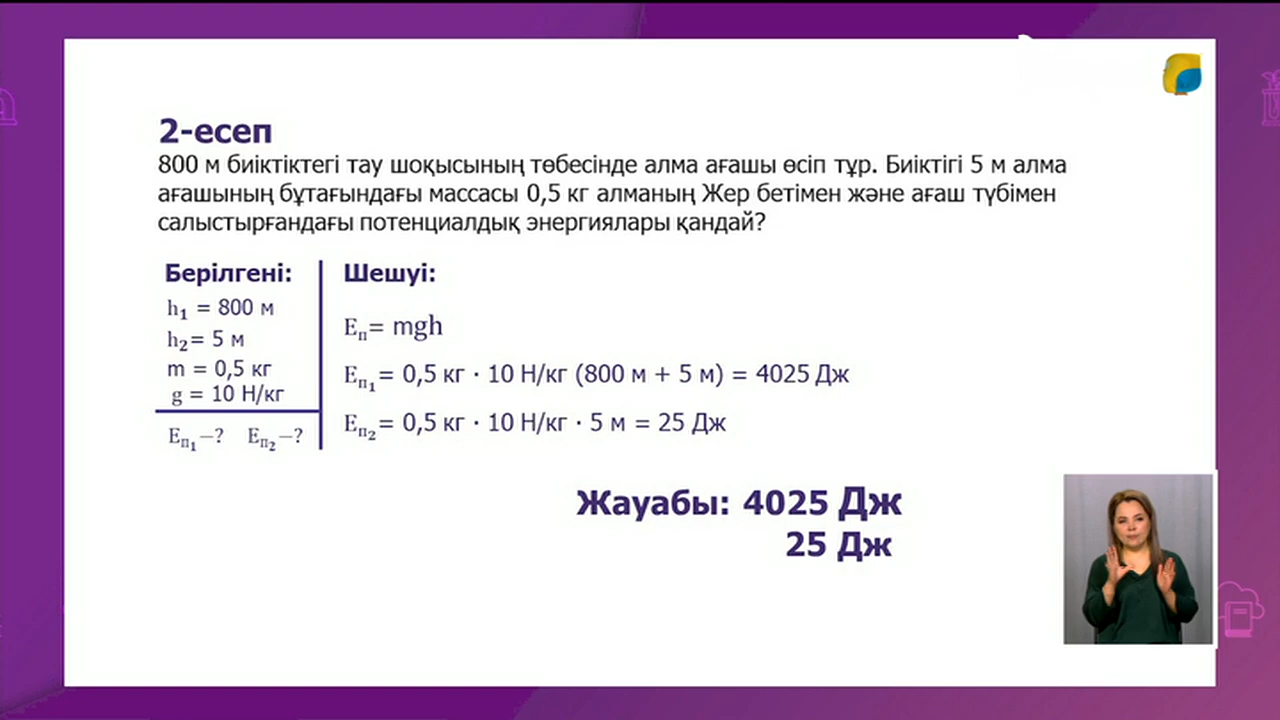 2-есеп
800 м биіктіктегі тау шоқысының төбесінде алма ағашы өсіп тұр. Биіктігі 5 м алма
ағашының бұтағындағы массасы 0,5 кг алманың Жер бетімен және ағаш түбімен
салыстырғандағы потенциалдық энергиялары қандай?
Берілгені:
h₁ = 800 м
h₂= 5 м
m = 0,5 кг
g = 10 Н/кг
Eп₁–? Eп₂–?
Шешуі:
Eп= mgh
Eп₁= 0,5 кг · 10 Н/кг (800 м + 5 м) = 4025 Дж
Eп₂= 0,5 кг · 10 Н/кг · 5 м = 25 Дж
Жауабы: 4025 Дж
25 Дж